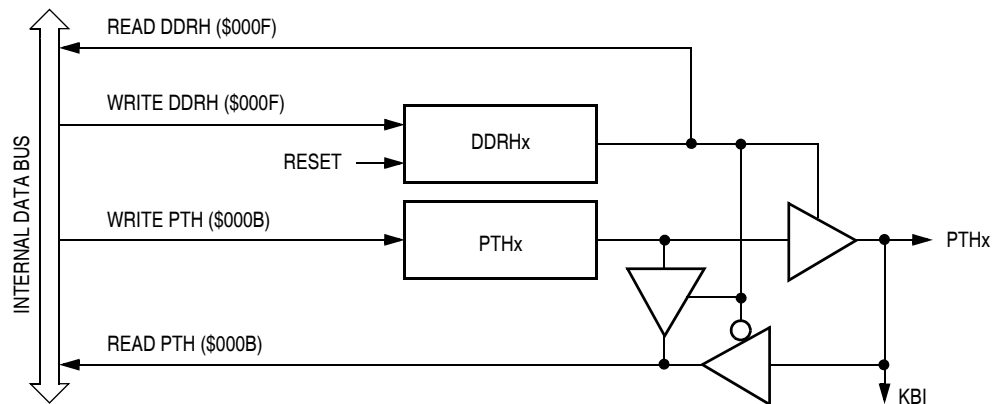 READ DDRH ($000F)
WRITE DDRH ($000F)
DDRHx
RESET
INTERNAL DATA BUS
WRITE PTH ($000B)
PTHx
PTHx
READ PTH ($000B)
KBI